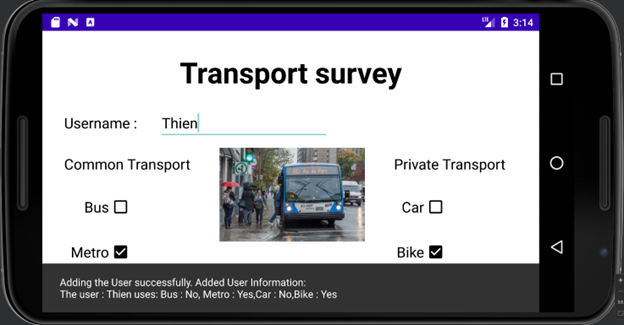 LTE 3:14
Transport survey
Username : Thien
Common Transport
Private Transport
Bus
Car
Metro
Bike
Adding the User successfully. Added User Information:
The user : Thien uses: Bus : No, Metro : Yes,Car : No,Bike : Yes